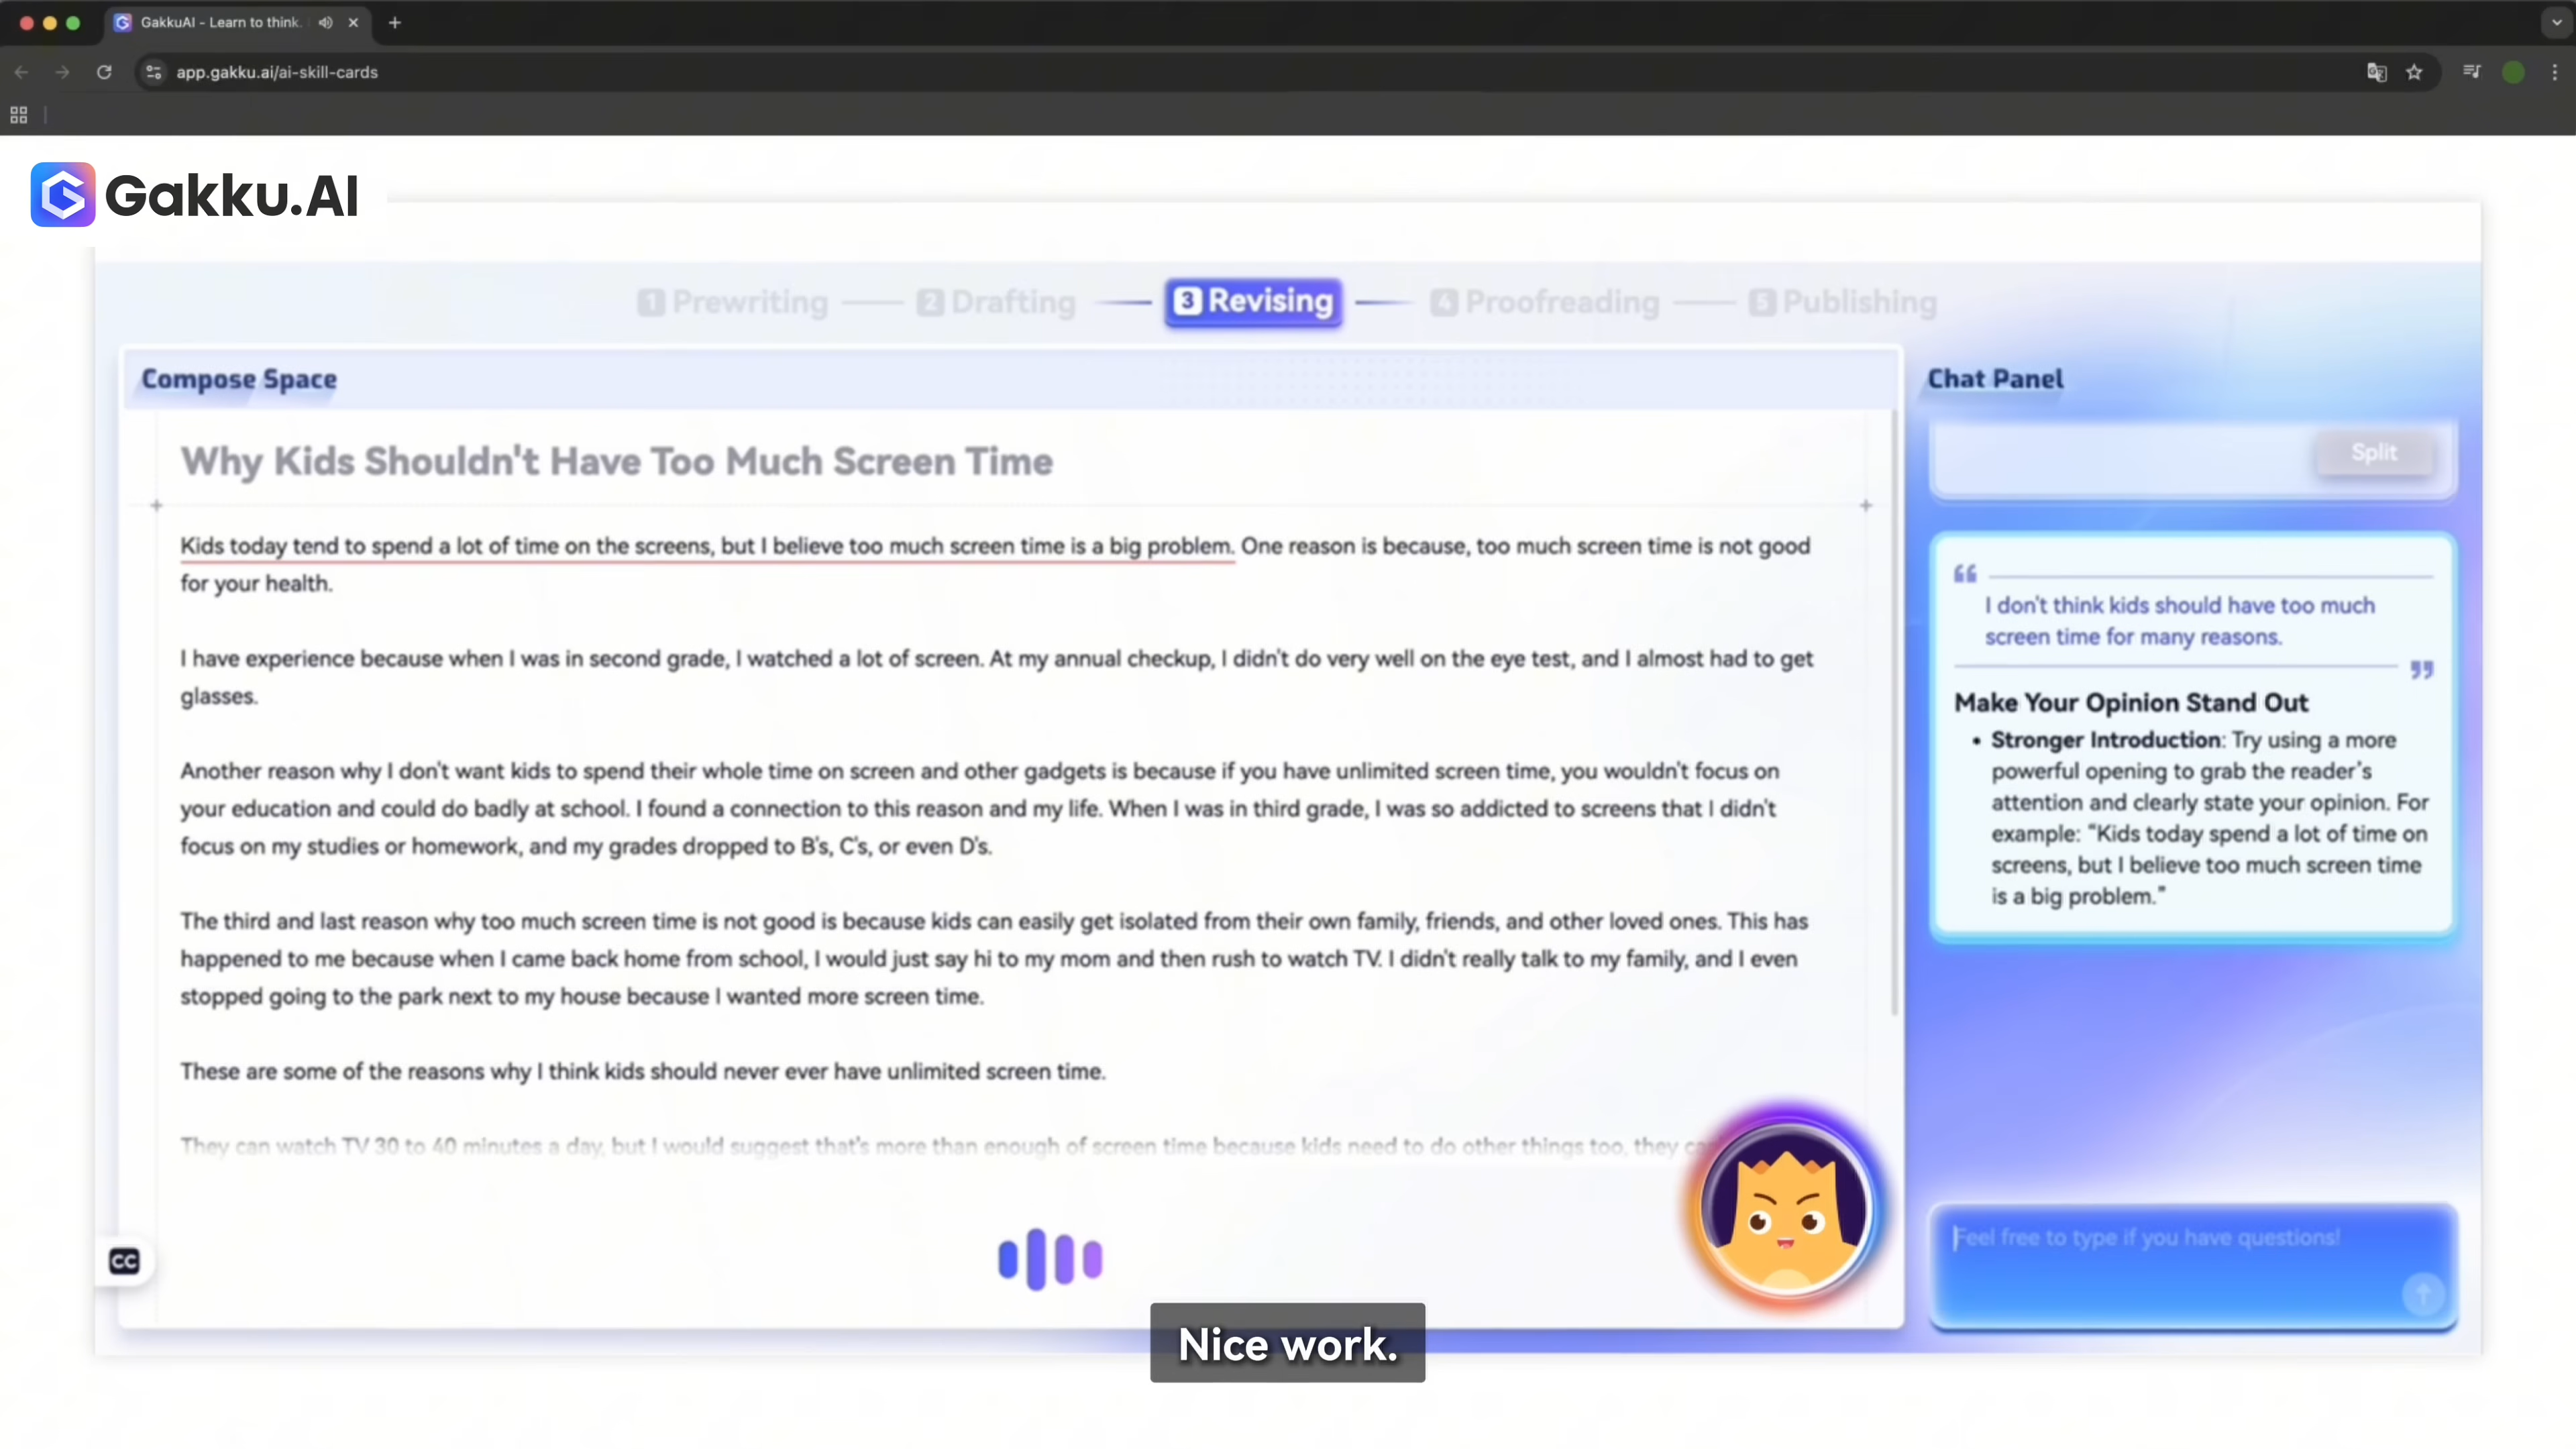 GakkuAI - Learn to think.
app.gakku.ai/ai-skill-cards
Gakku.AI
1 Prewriting
2 Drafting
3 Revising
4 Proofreading
5 Publishing
Compose Space
Why Kids Shouldn't Have Too Much Screen Time
Kids today tend to spend a lot of time on the screens, but I believe too much screen time is a big problem. One reason is because, too much screen time is not good
for your health.
I have experience because when I was in second grade, I watched a lot of screen. At my annual checkup, I didn't do very well on the eye test, and I almost had to get
glasses.
Another reason why I don't want kids to spend their whole time on screen and other gadgets is because if you have unlimited screen time, you wouldn't focus on
your education and could do badly at school. I found a connection to this reason and my life. When I was in third grade, I was so addicted to screens that I didn't
focus on my studies or homework, and my grades dropped to B's, C's, or even D's.
The third and last reason why too much screen time is not good is because kids can easily get isolated from their own family, friends, and other loved ones. This has
happened to me because when I came back home from school, I would just say hi to my mom and then rush to watch TV. I didn't really talk to my family, and I even
stopped going to the park next to my house because I wanted more screen time.
These are some of the reasons why I think kids should never ever have unlimited screen time.
They can watch TV 30 to 40 minutes a day, but I would suggest that's more than enough of screen time because kids need to do other things too, they
CC
Nice work.
Chat Panel
Split
“
I don't think kids should have too much
screen time for many reasons.
”
Make Your Opinion Stand Out
• Stronger Introduction: Try using a more
powerful opening to grab the reader's
attention and clearly state your opinion. For
example: “Kids today spend a lot of time on
screens, but I believe too much screen time
is a big problem.”
Feel free to type if you have questions!